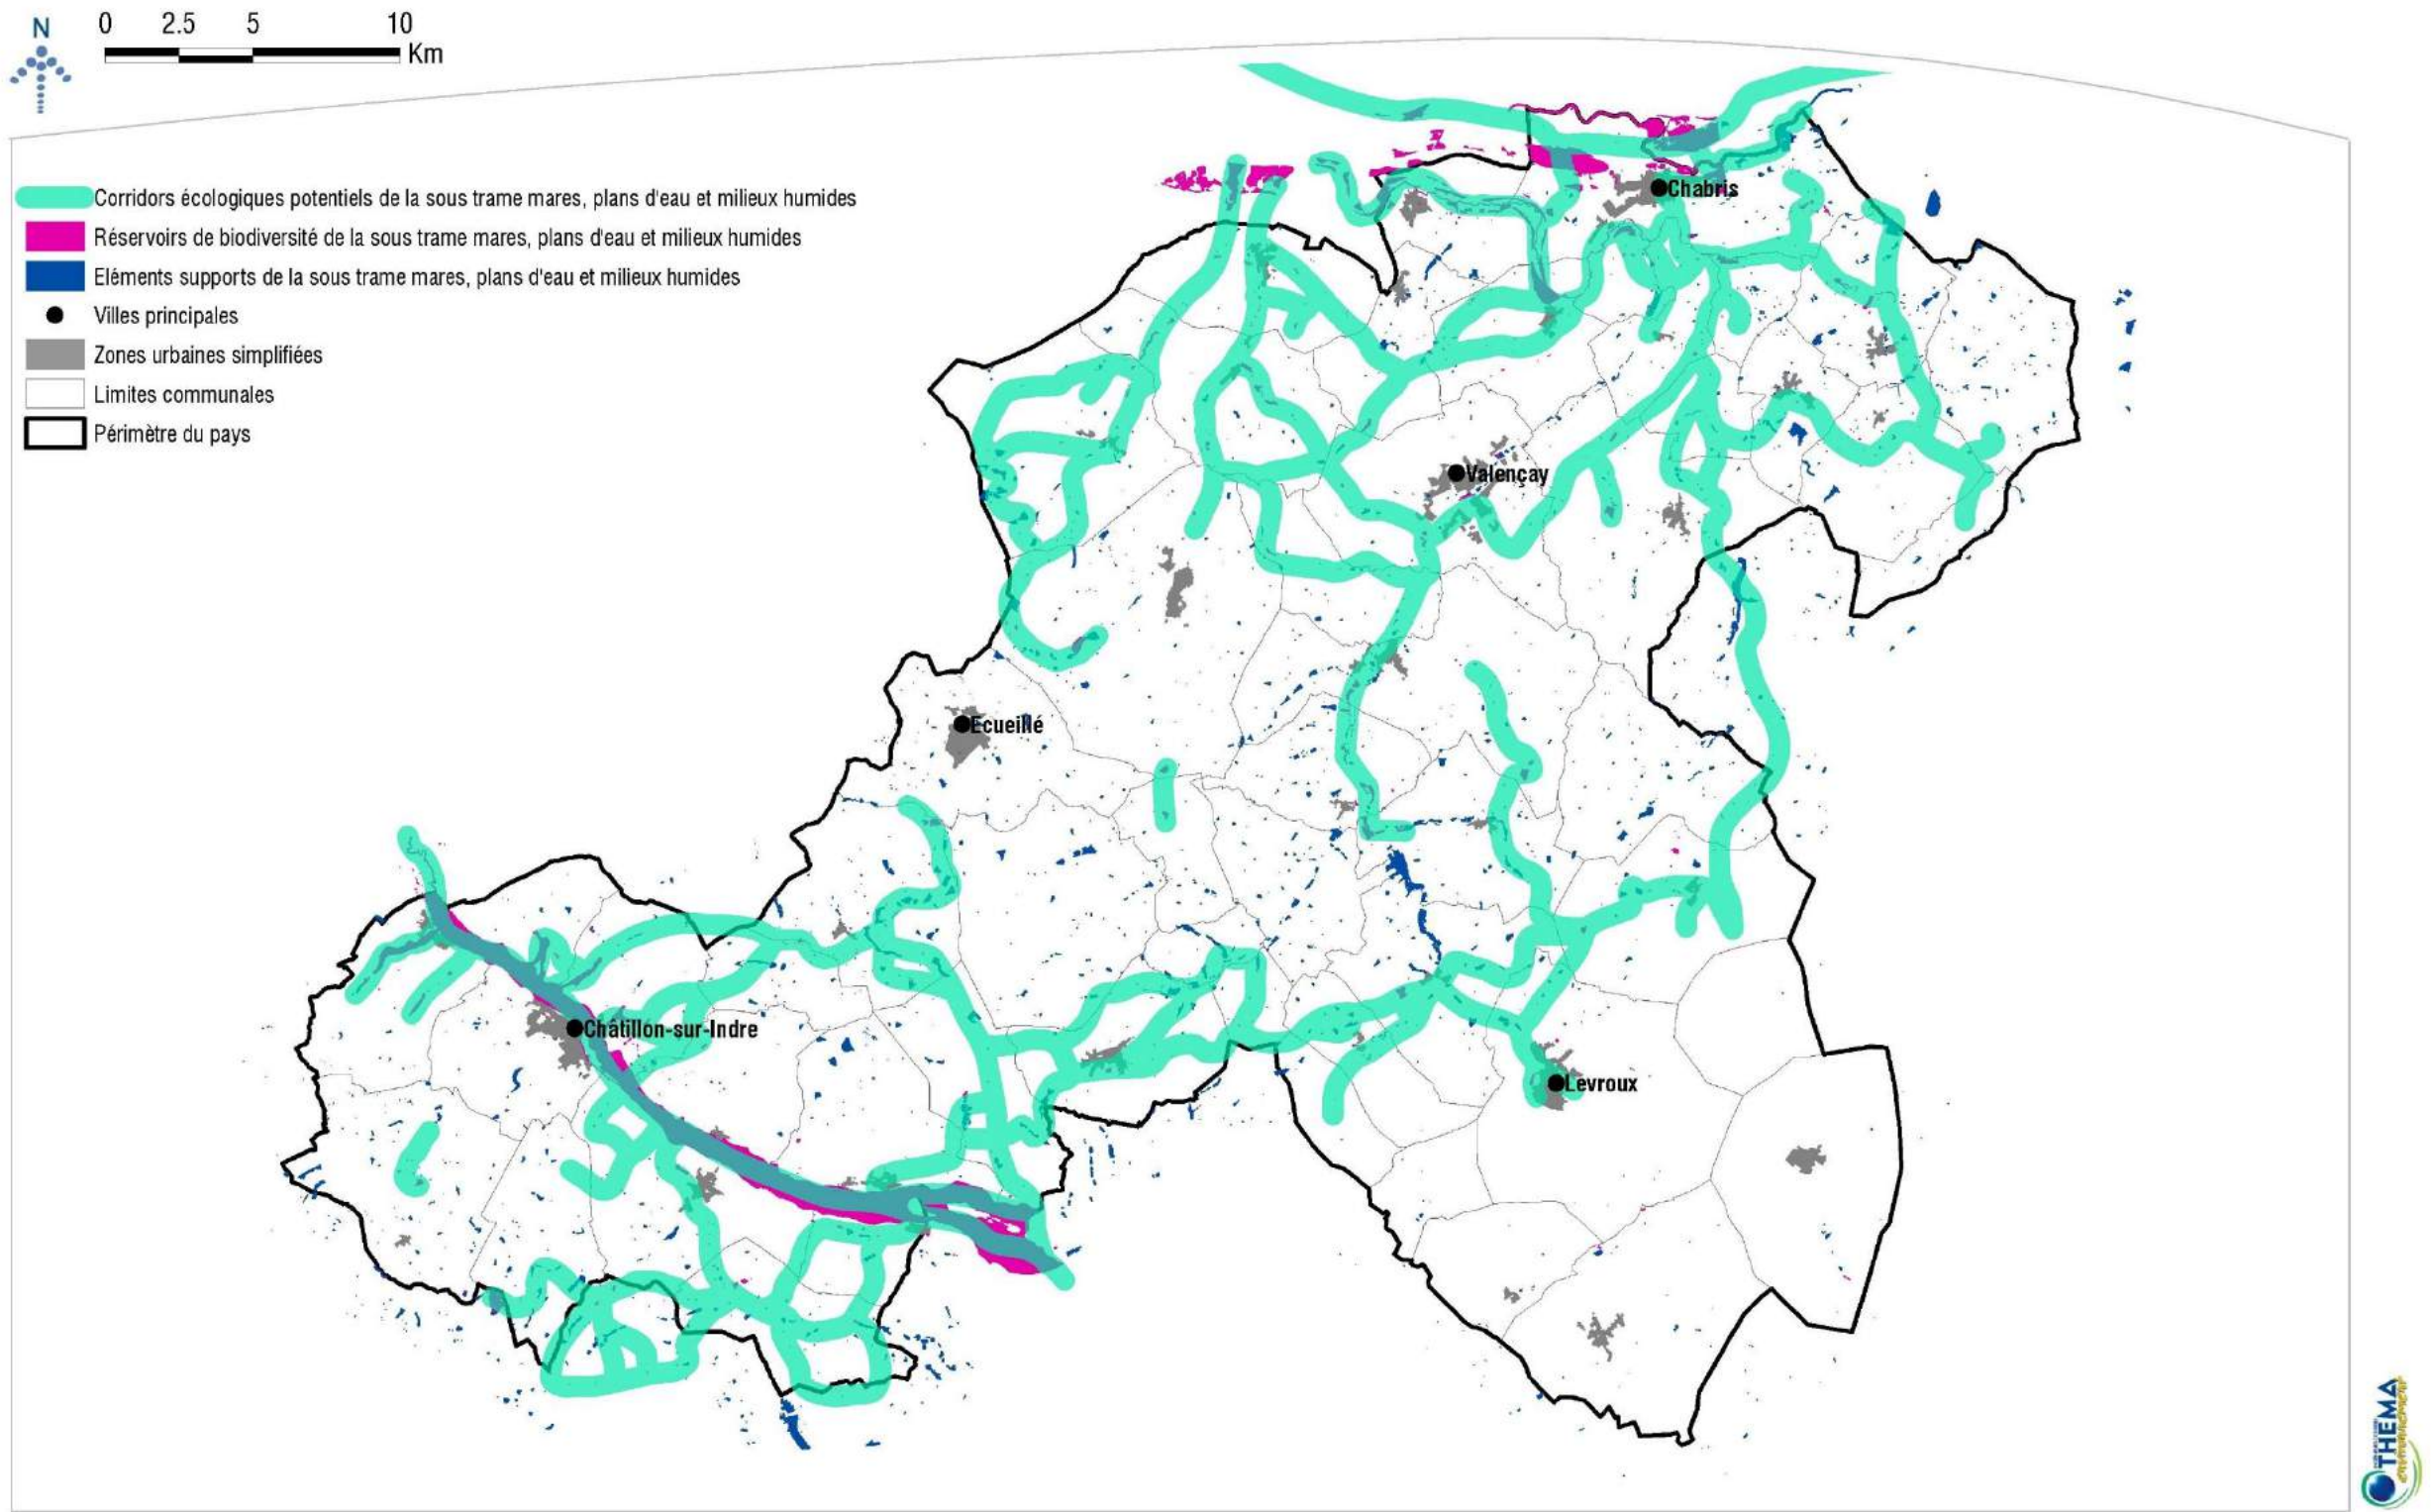 N
0 2.5 5 10
Km
Corridors écologiques potentiels de la sous trame mares, plans d'eau et milieux humides
Réservoirs de biodiversité de la sous trame mares, plans d'eau et milieux humides
Eléments supports de la sous trame mares, plans d'eau et milieux humides
Villes principales
Zones urbaines simplifiées
Limites communales
Périmètre du pays
Chabris
Valençay
Ecueillé
Châtillon-sur-Indre
Levroux
THEMA